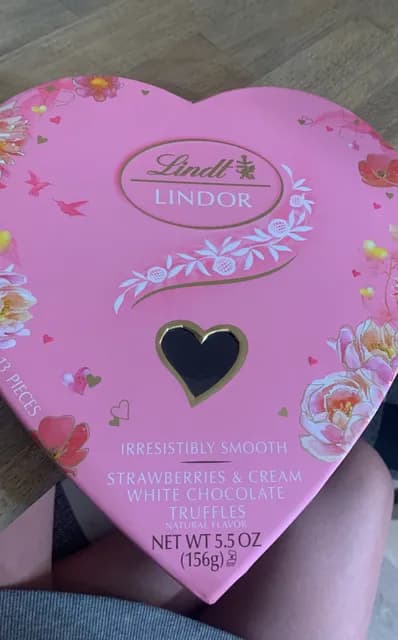 Lindt
LINDOR
13 PIECES
IRRESISTIBLY SMOOTH
STRAWBERRIES & CREAM
WHITE CHOCOLATE
TRUFFLES
NATURAL FLAVOR
NET WT 5.5 OZ
(156g)